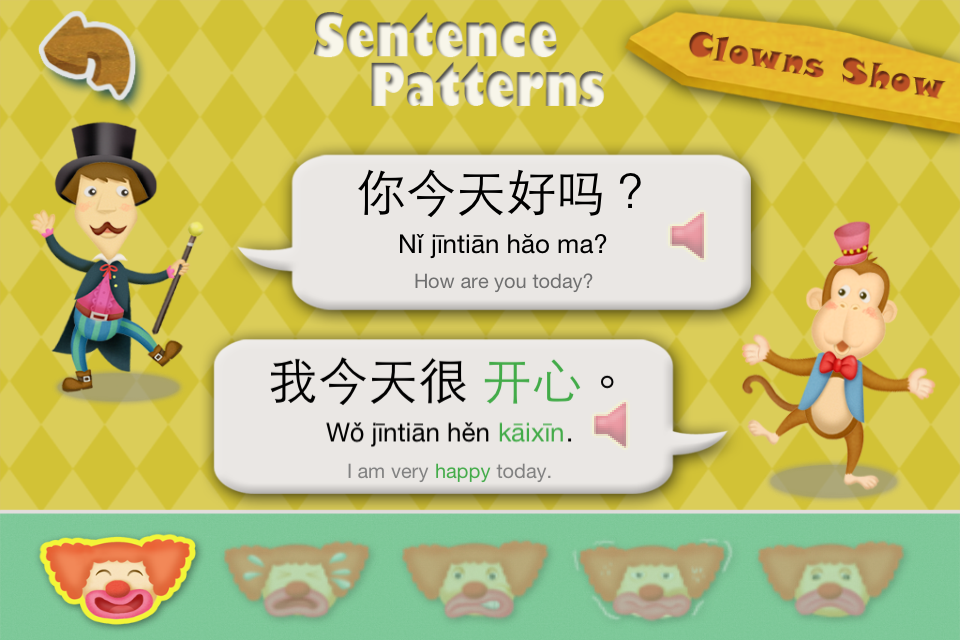 Sentence
Patterns
Clowns Show
你今天好吗？
Nǐ jīntiān hǎo ma?
How are you today?
我今天很 开心。
Wǒ jīntiān hěn kāixīn.
I am very happy today.